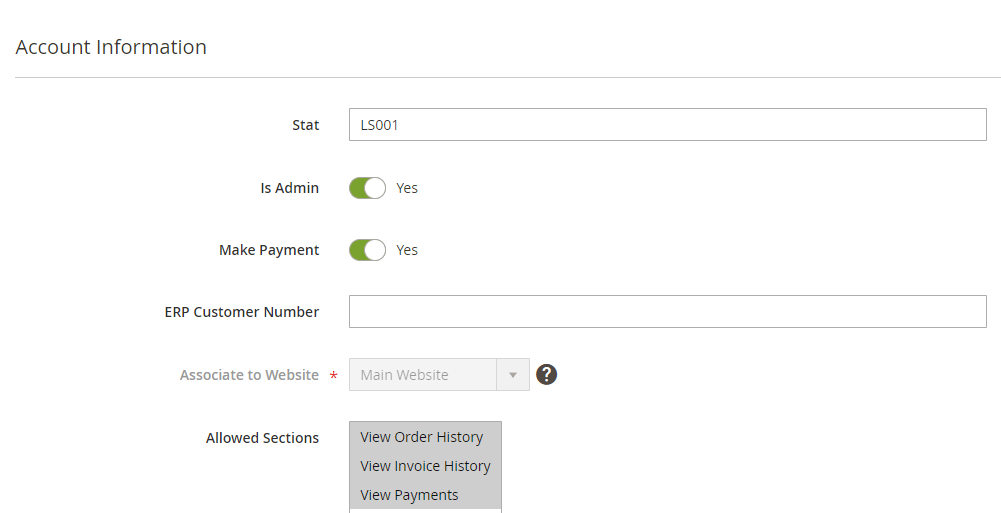 Account Information
Stat LS001
Is Admin Yes
Make Payment Yes
ERP Customer Number
Associate to Website * Main Website ?
Allowed Sections View Order History
View Invoice History
View Payments